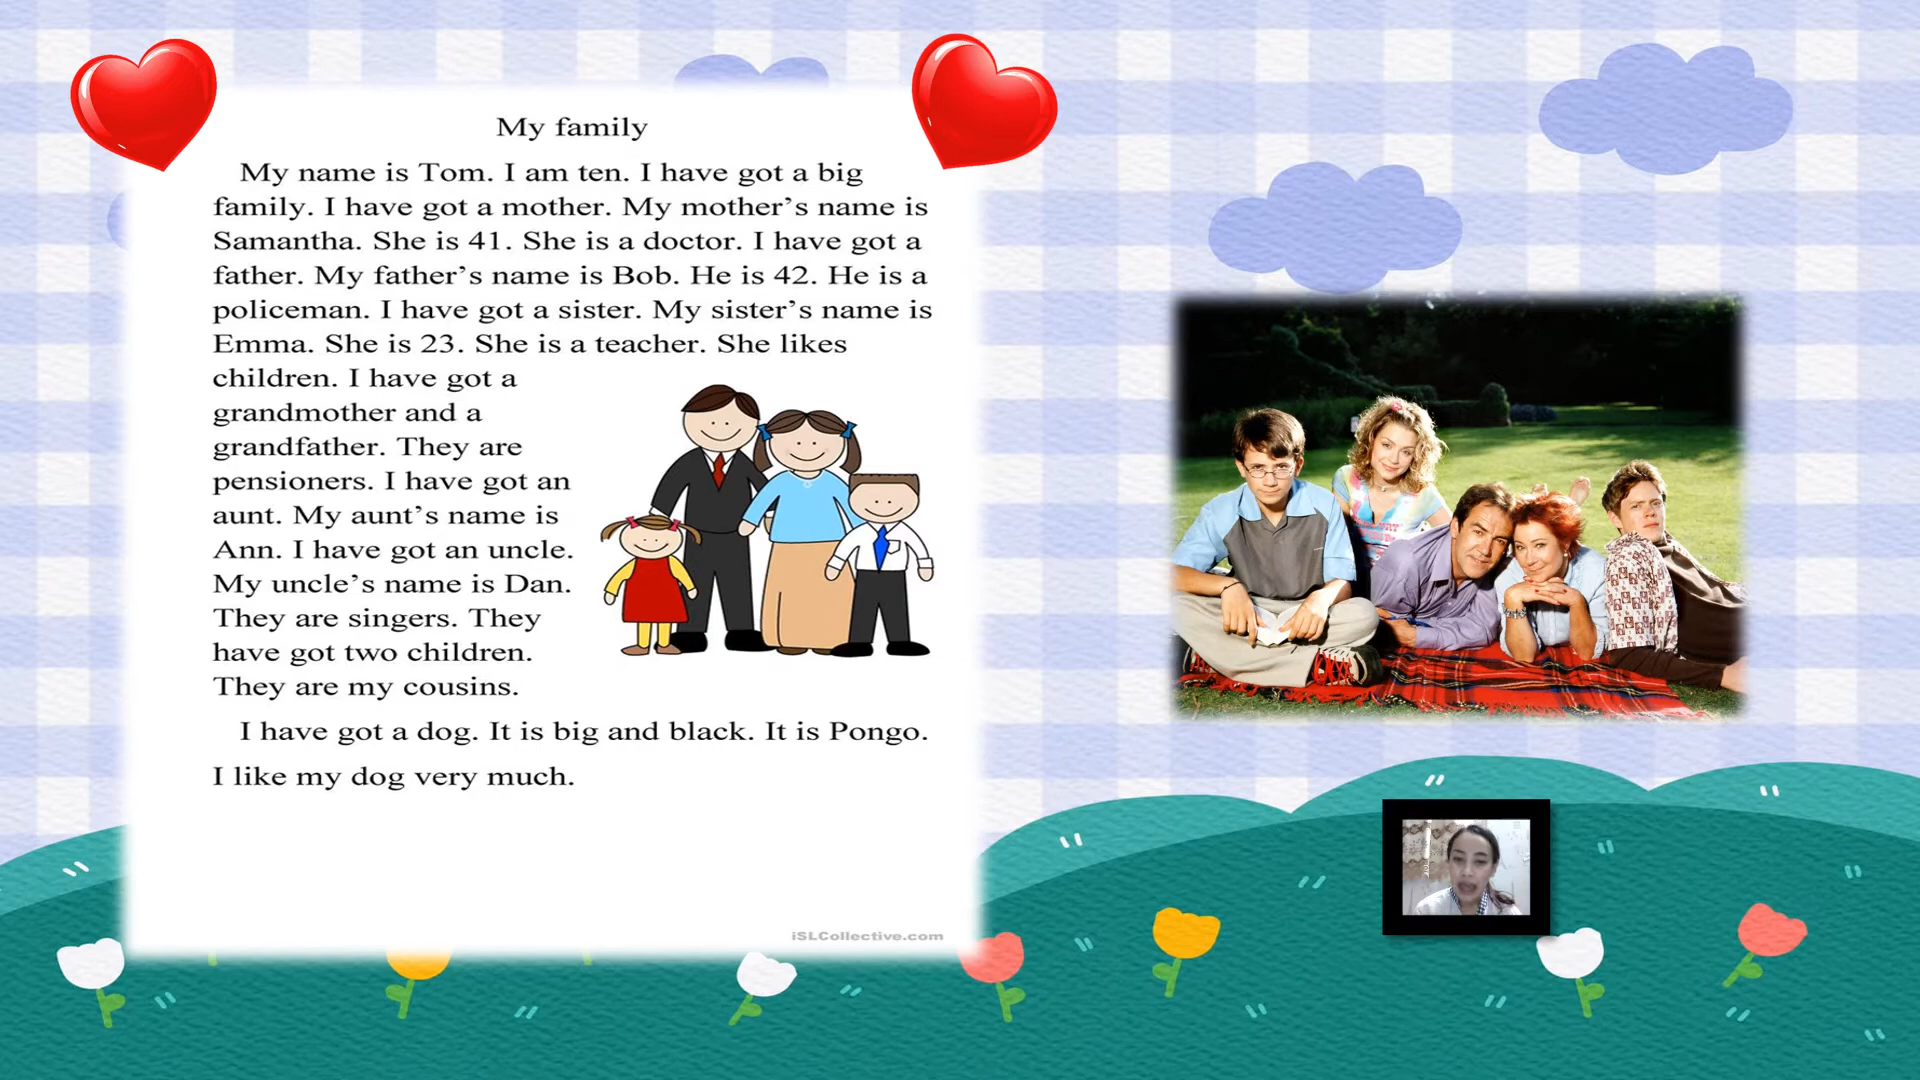 My family
My name is Tom. I am ten. I have got a big
family. I have got a mother. My mother’s name is
Samantha. She is 41. She is a doctor. I have got a
father. My father’s name is Bob. He is 42. He is a
policeman. I have got a sister. My sister’s name is
Emma. She is 23. She is a teacher. She likes
children. I have got a
grandmother and a
grandfather. They are
pensioners. I have got an
aunt. My aunt’s name is
Ann. I have got an uncle.
My uncle’s name is Dan.
They are singers. They
have got two children.
They are my cousins.
I have got a dog. It is big and black. It is Pongo.
I like my dog very much.
iSLCollective.com